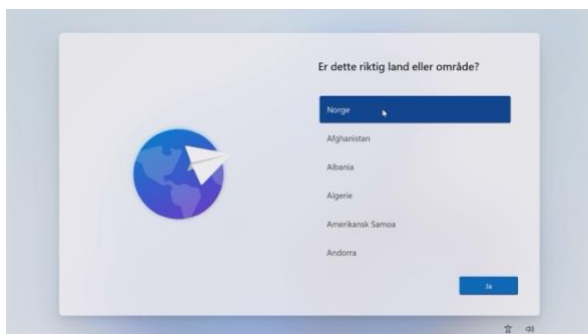 Er dette riktig land eller område?
Norge
Afghanistan
Albania
Algerie
Amerikansk Samoa
Andorra
Ja